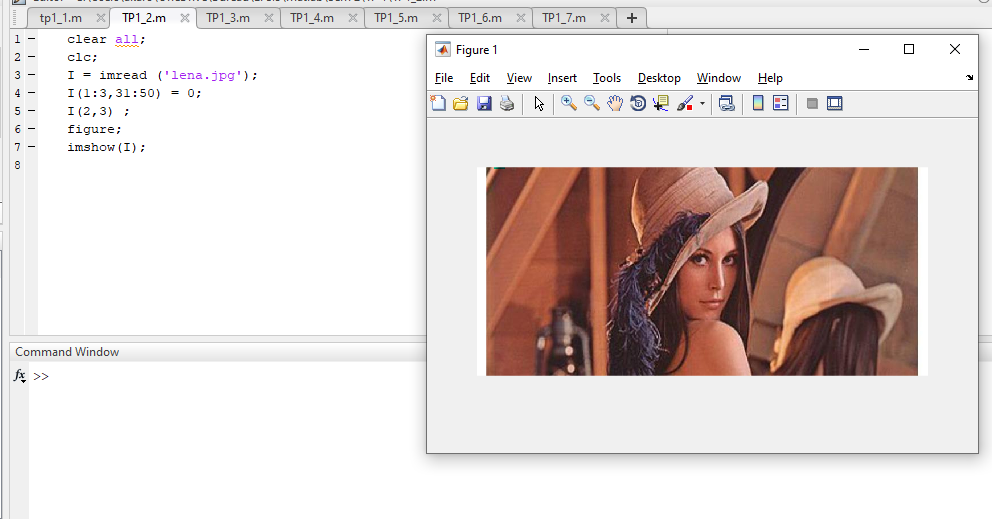 tp1_1.m TP1_2.m TP1_3.m TP1_4.m TP1_5.m TP1_6.m TP1_7.m +
1 clear all;
2 clc;
3 I = imread ('lena.jpg');
4 I(1:3,31:50) = 0;
5 I(2,3) ;
6 figure;
7 imshow(I);
8
Figure 1
File Edit View Insert Tools Desktop Window Help
Command Window
fx >>